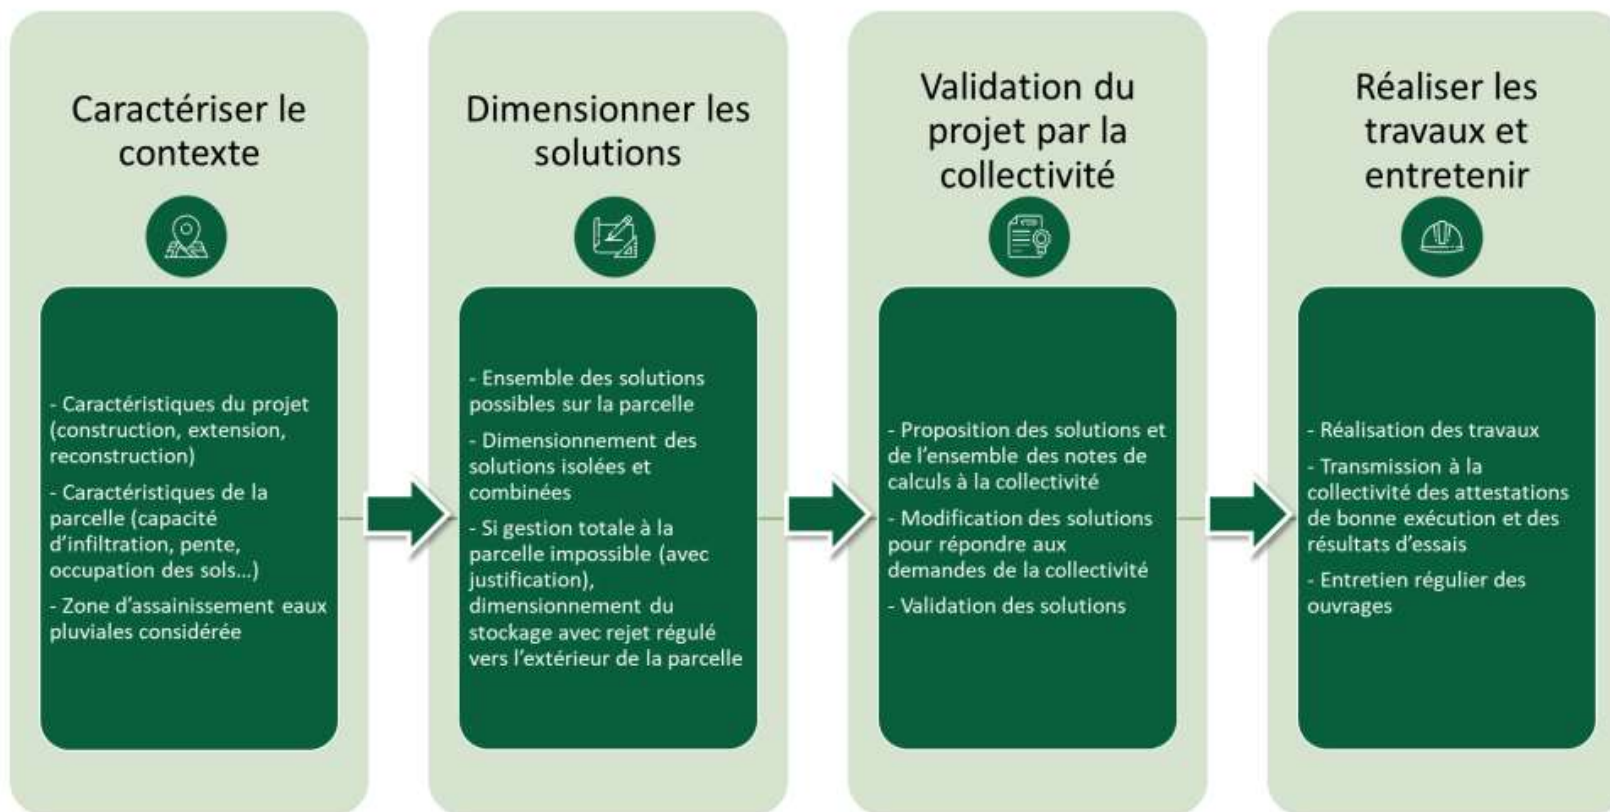 Caractériser le
contexte
- Caractéristiques du projet
(construction, extension,
reconstruction)
- Caractéristiques de la
parcelle (capacité
d'infiltration, pente,
occupation des sols...)
- Zone d'assainissement eaux
pluviales considérée
Dimensionner les
solutions
- Ensemble des solutions
possibles sur la parcelle
- Dimensionnement des
solutions isolées et
combinées
- Si gestion totale à la
parcelle impossible (avec
justification),
dimensionnement du
stockage avec rejet régulé
vers l'extérieur de la parcelle
Validation du
projet par la
collectivité
- Proposition des solutions et
de l'ensemble des notes de
calculs à la collectivité
- Modification des solutions
pour répondre aux
demandes de la collectivité
- Validation des solutions
Réaliser les
travaux et
entretenir
- Réalisation des travaux
- Transmission à la
collectivité des attestations
de bonne exécution et des
résultats d'essais
- Entretien régulier des
ouvrages